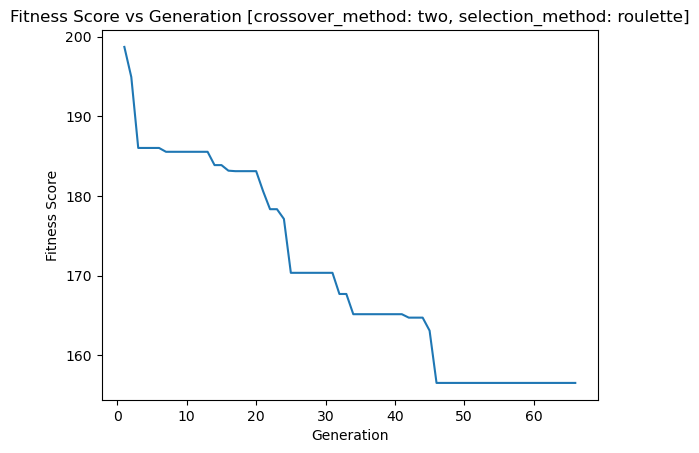 Fitness Score vs Generation [crossover_method: two, selection_method: roulette]
200
190
180
170
160
Fitness Score
0 10 20 30 40 50 60
Generation